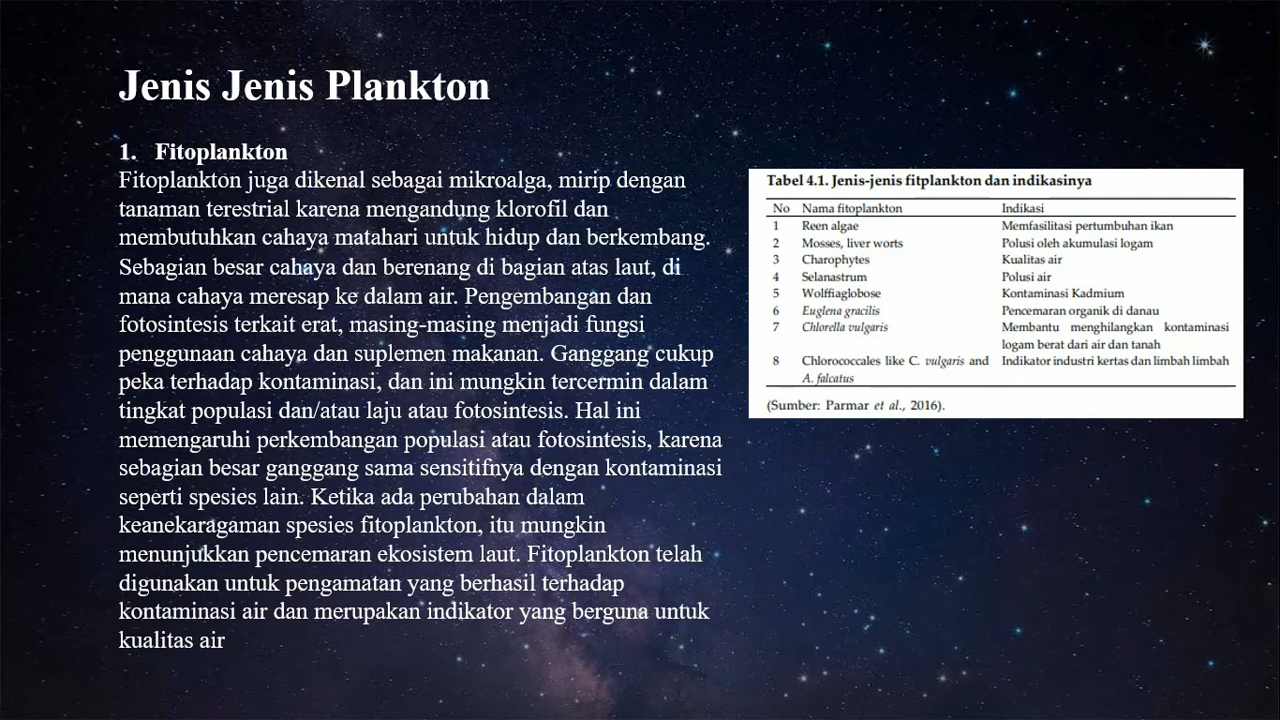 Jenis Jenis Plankton
1. Fitoplankton
Fitoplankton juga dikenal sebagai mikroalga, mirip dengan
tanaman terestrial karena mengandung klorofil dan
membutuhkan cahaya matahari untuk hidup dan berkembang.
Sebagian besar cahaya dan berenang di bagian atas laut, di
mana cahaya meresap ke dalam air. Pengembangan dan
fotosintesis terkait erat, masing-masing menjadi fungsi
penggunaan cahaya dan suplemen makanan. Ganggang cukup
peka terhadap kontaminasi, dan ini mungkin tercermin dalam
tingkat populasi dan/atau laju atau fotosintesis. Hal ini
memengaruhi perkembangan populasi atau fotosintesis, karena
sebagian besar ganggang sama sensitifnya dengan kontaminasi
seperti spesies lain. Ketika ada perubahan dalam
keanekaragaman spesies fitoplankton, itu mungkin
menunjukkan pencemaran ekosistem laut. Fitoplankton telah
digunakan untuk pengamatan yang berhasil terhadap
kontaminasi air dan merupakan indikator yang berguna untuk
kualitas air
Tabel 4.1. Jenis-jenis fitplankton dan indikasinya
No Nama fitoplankton Indikasi
1 Reen algae Memfasilitasi pertumbuhan ikan
2 Mosses, liver worts Polusi oleh akumulasi logam
3 Charophytes Kualitas air
4 Selanastrum Polusi air
5 Wolffiaglobose Kontaminasi Kadmium
6 Euglena gracilis Pencemaran organik di danau
7 Chlorella vulgaris Membantu menghilangkan kontaminasi
logam berat dari air dan tanah
8 Chlorococcales like C. vulgaris and Indikator industri kertas dan limbah limbah
A. falcatus
(Sumber: Parmar et al., 2016).